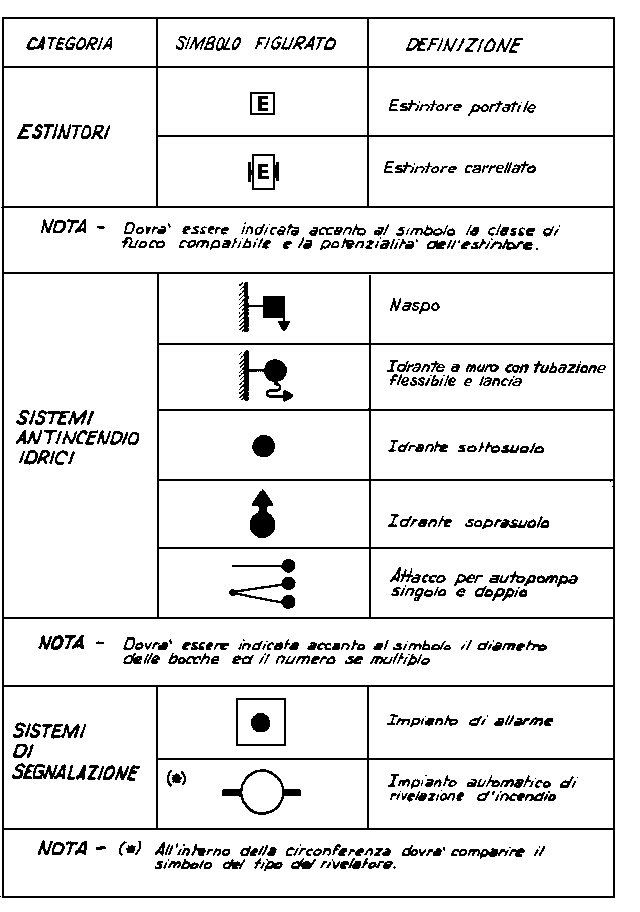 CATEGORIA SIMBOLO FIGURATO DEFINIZIONE
ESTINTORI
E Estintore portatile
E Estintore carrellato
NOTA - Dovra' essere indicata accanto al simbolo la classe di
fuoco compatibile e la potenzialita' dell'estintore.
SISTEMI
ANTINCENDIO
IDRICI
Naspo
Idrante a muro con tubazione
flessibile e lancia
Idrante sottosuolo
Idrante soprasuolo
Attacco per autopompa
singolo e doppio
NOTA - Dovra' essere indicata accanto al simbolo il diametro
delle bocche ed il numero se multiplo
SISTEMI
DI
SEGNALAZIONE
Impianto di allarme
(*) Impianto automatico di
rivelazione d'incendio
NOTA - (*) All'interno della circonferenza dovra' comparire il
simbolo del tipo del rivelatore.